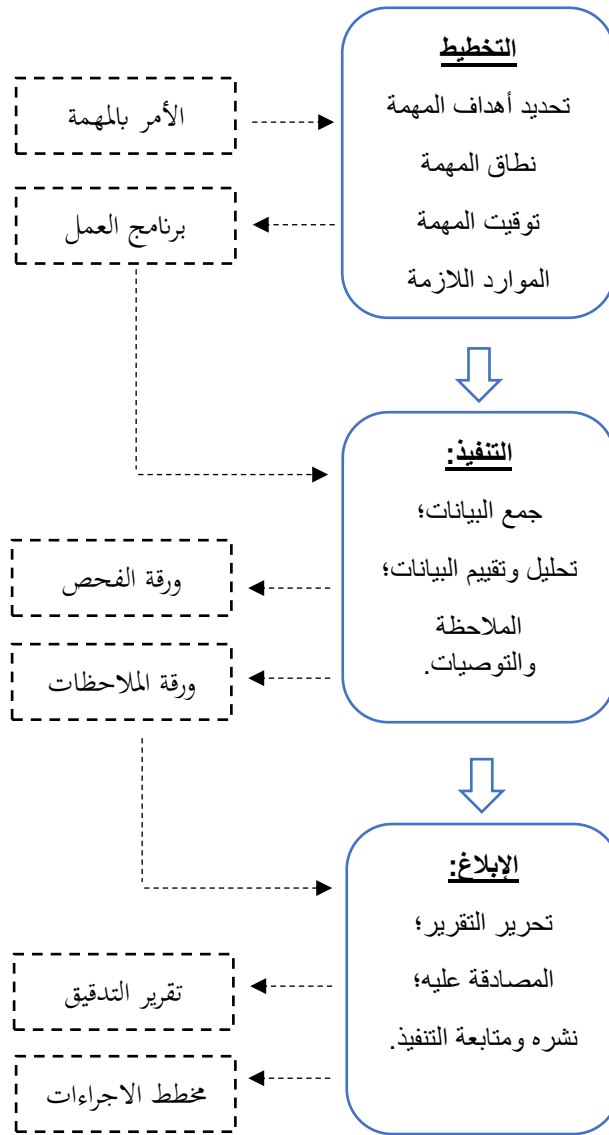 التخطيط
تحديد أهداف المهمة
نطاق المهمة
توقيت المهمة
الموارد اللازمة
الأمر بالمهمة
برنامج العمل
التنفيذ:
جمع البيانات؛
تحليل وتقييم البيانات؛
الملاحظة
والتوصيات.
ورقة الفحص
ورقة الملاحظات
الإبلاغ:
تحرير التقرير؛
المصادقة عليه؛
نشره ومتابعة التنفيذ.
تقرير التدقيق
مخطط الاجراءات